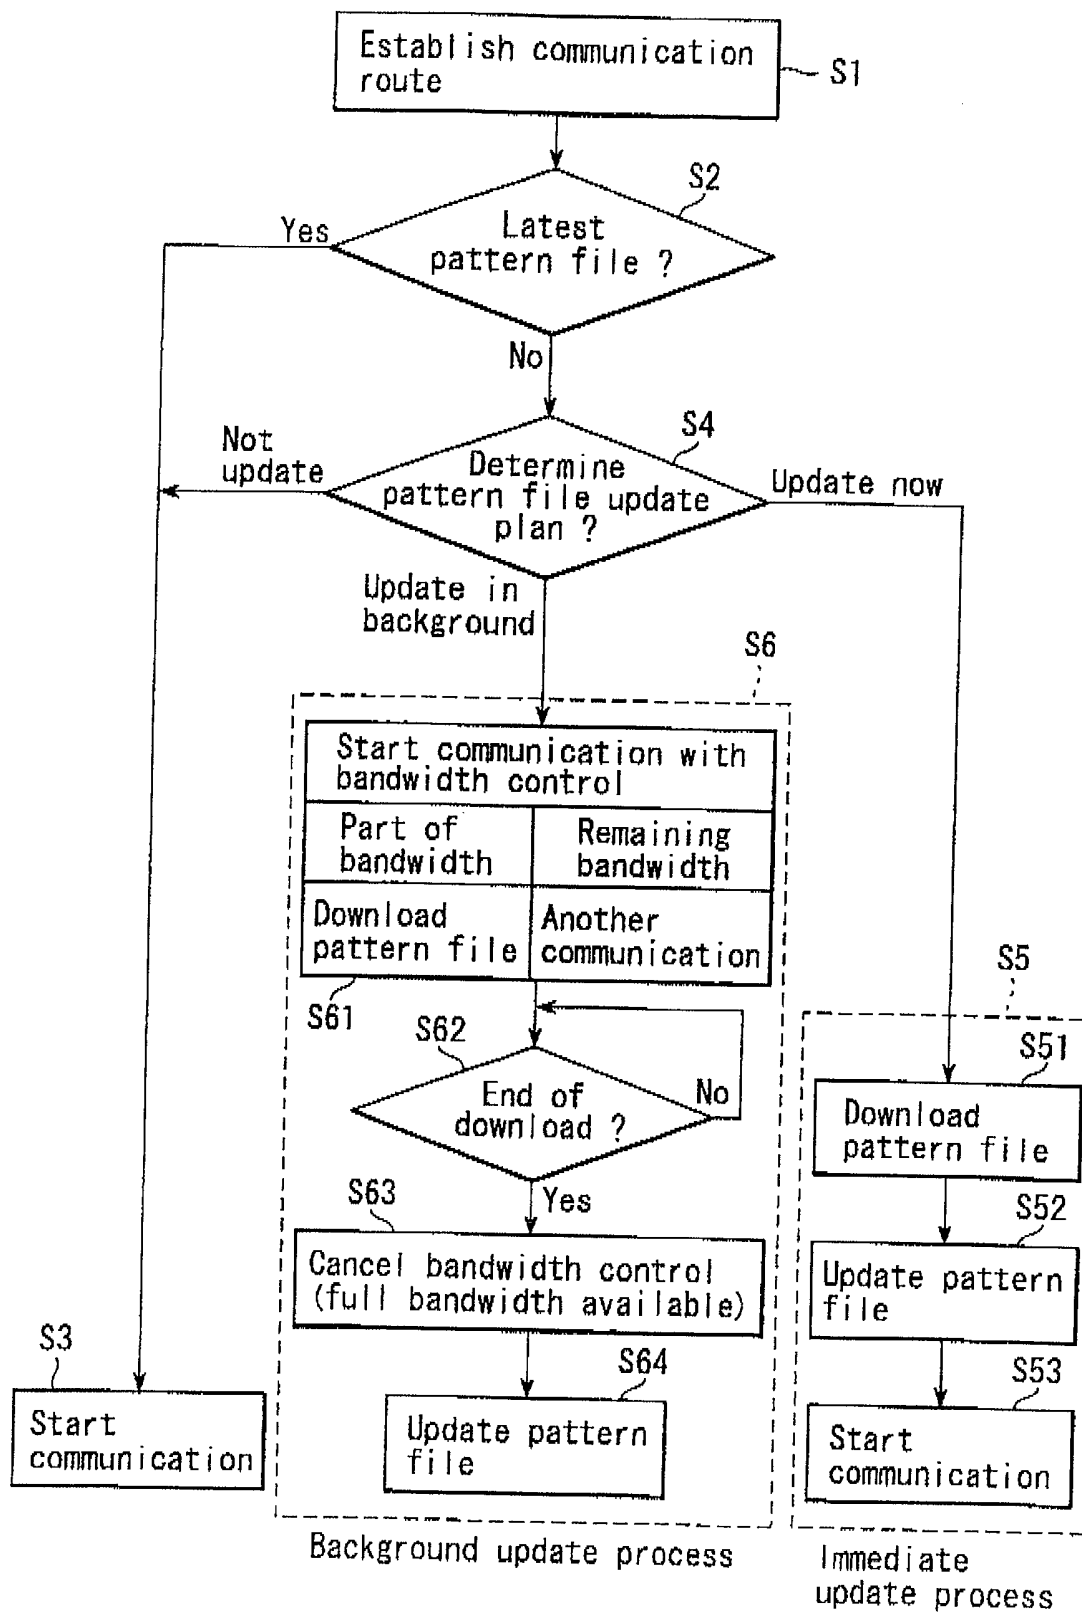 Establish communication
route
S1
S2
Yes
Latest
pattern file ?
No
S4
Not
update
Determine
pattern file update
plan ?
Update now
Update in
background
S6
Start communication with
bandwidth control
Part of
bandwidth
Remaining
bandwidth
Download
pattern file
Another
communication
S61
S62
End of
download ?
No
Yes
S63
Cancel bandwidth control
(full bandwidth available)
S64
Update pattern
file
Background update process
S5
S51
Download
pattern file
S52
Update pattern
file
S53
Start
communication
Immediate
update process
S3
Start
communication